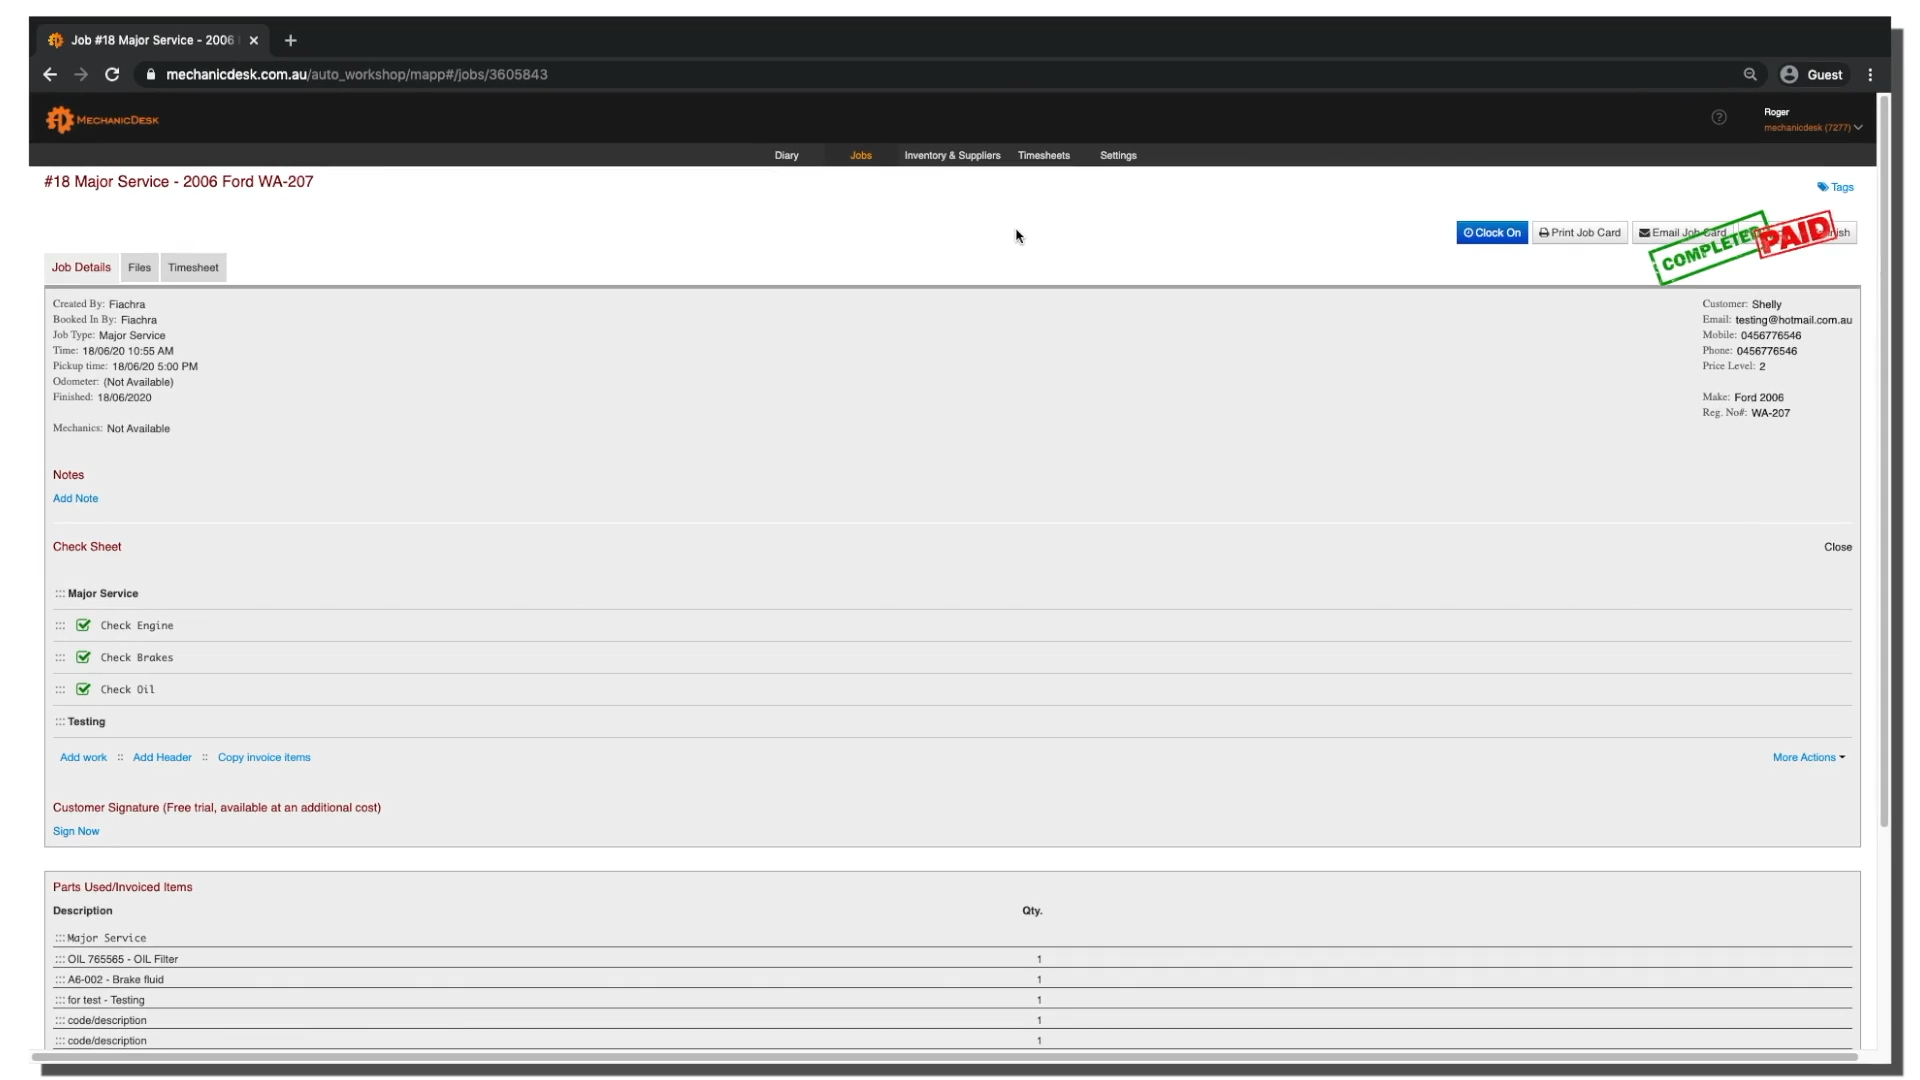 Job #18 Major Service - 2006
mechanicdesk.com.au/auto_workshop/mapp#/jobs/3605843
Guest
MECHANICDESK
Roger
mechanicdesk (7277)
Diary Jobs Inventory & Suppliers Timesheets Settings
#18 Major Service - 2006 Ford WA-207
Tags
Clock On Print Job Card Email Job Card
COMPLETED PAID
Job Details Files Timesheet
Created By: Fiachra
Booked In By: Fiachra
Job Type: Major Service
Time: 18/06/20 10:55 AM
Pickup time: 18/06/20 5:00 PM
Odometer: (Not Available)
Finished: 18/06/2020
Mechanics: Not Available
Customer: Shelly
Email: testing@hotmail.com.au
Mobile: 0456776546
Phone: 0456776546
Price Level: 2
Make: Ford 2006
Reg. No#: WA-207
Notes
Add Note
Check Sheet Close
::: Major Service
::: Check Engine
::: Check Brakes
::: Check Oil
::: Testing
Add work :: Add Header :: Copy invoice items More Actions
Customer Signature (Free trial, available at an additional cost)
Sign Now
Parts Used/Invoiced Items
Description Qty.
::: Major Service
::: OIL 765565 - OIL Filter 1
::: A6-002 - Brake fluid 1
::: for test - Testing 1
::: code/description 1
::: code/description 1